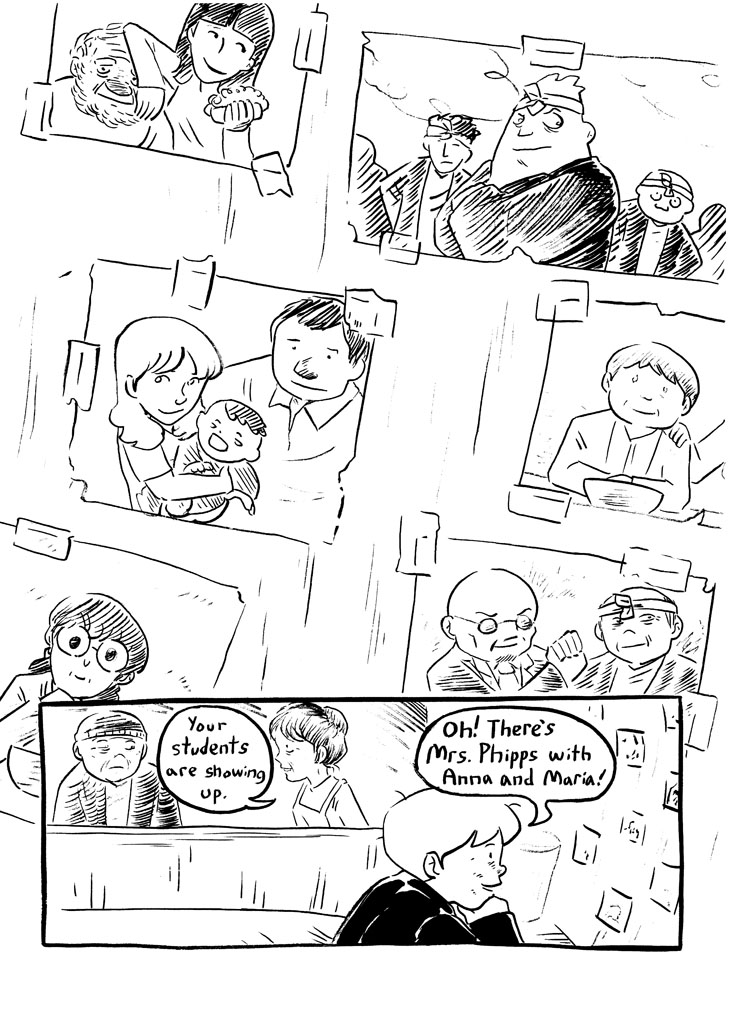 Your
students
are showing
up.
Oh! There's
Mrs. Phipps with
Anna and Maria!